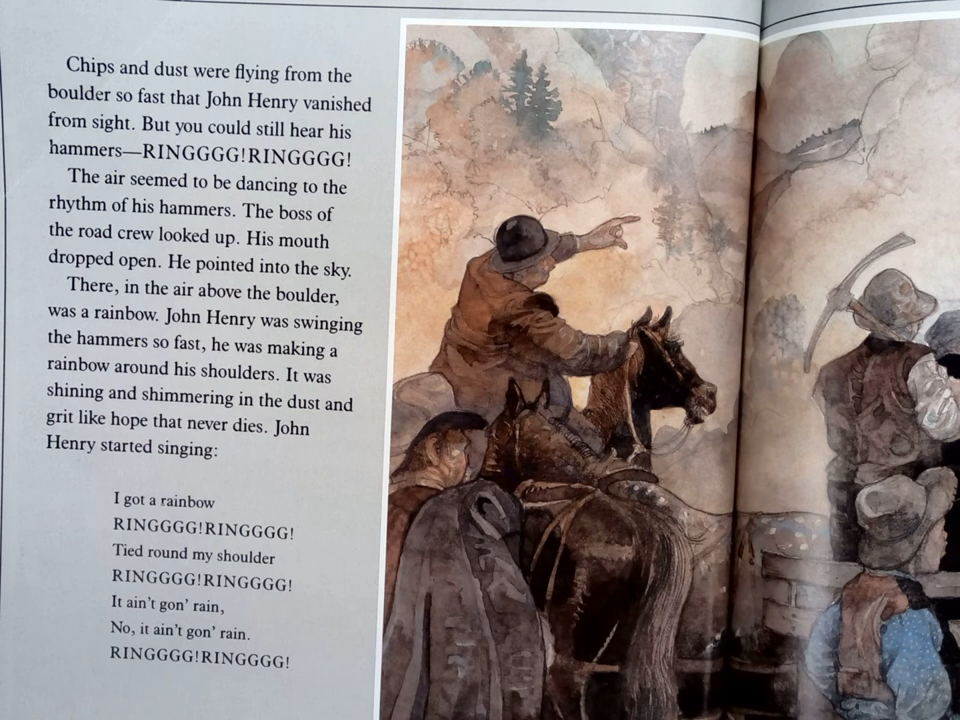 Chips and dust were flying from the
boulder so fast that John Henry vanished
from sight. But you could still hear his
hammers—RINGGGG!RINGGGG!
The air seemed to be dancing to the
rhythm of his hammers. The boss of
the road crew looked up. His mouth
dropped open. He pointed into the sky.
There, in the air above the boulder,
was a rainbow. John Henry was swinging
the hammers so fast, he was making a
rainbow around his shoulders. It was
shining and shimmering in the dust and
grit like hope that never dies. John
Henry started singing:
I got a rainbow
RINGGGG!RINGGGG!
Tied round my shoulder
RINGGGG!RINGGGG!
It ain't gon' rain,
No, it ain't gon' rain.
RINGGGG!RINGGGG!